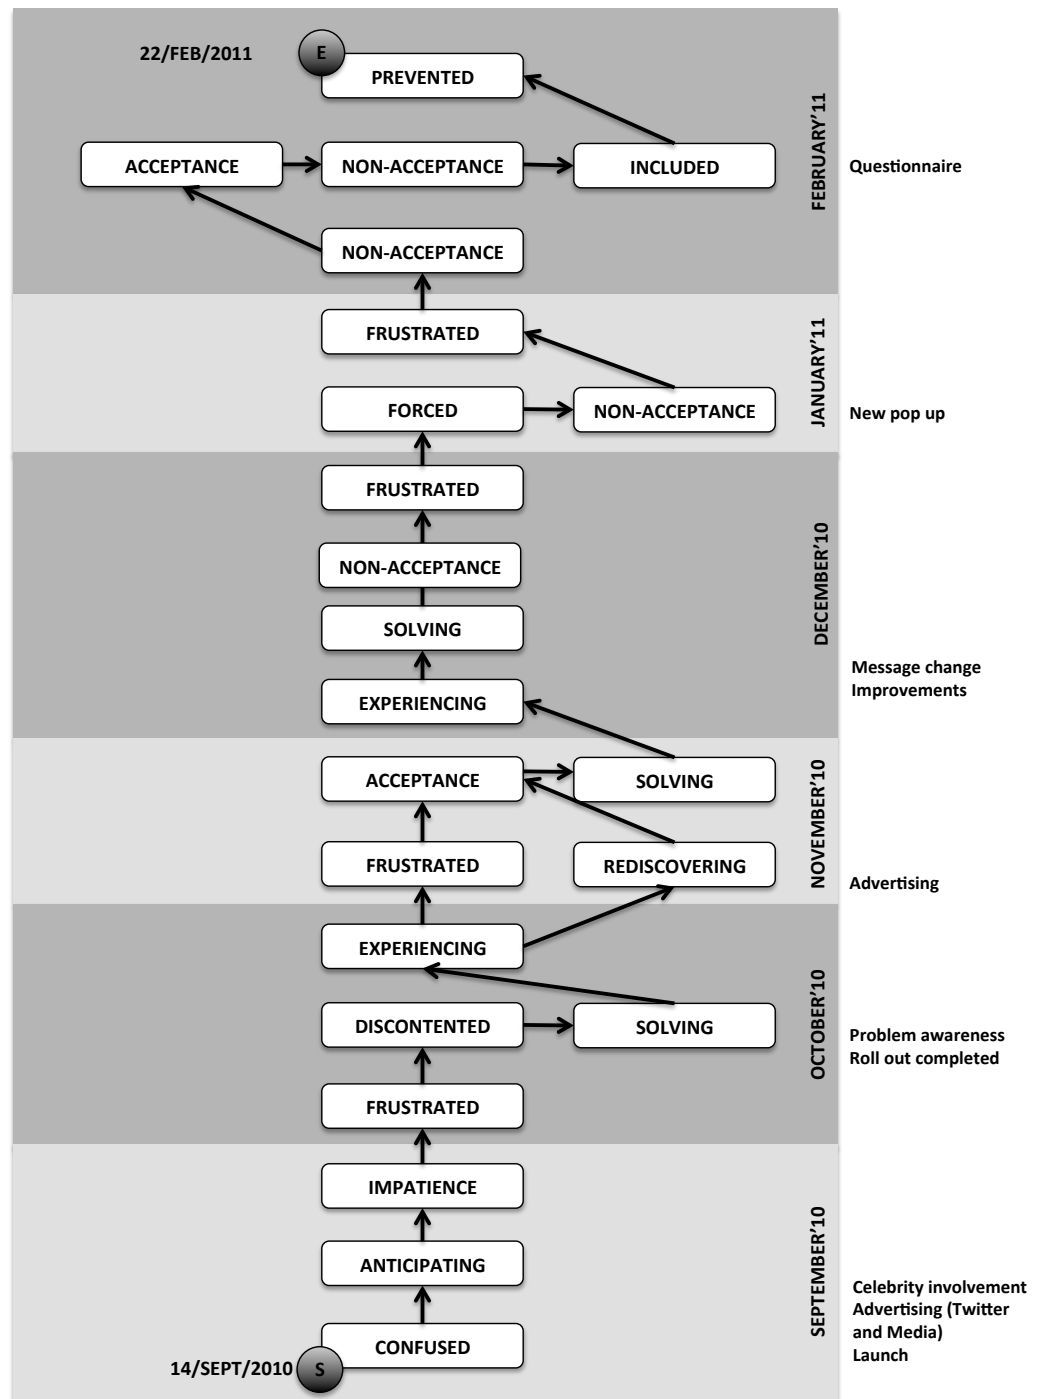 22/FEB/2011
E
PREVENTED
ACCEPTANCE
NON-ACCEPTANCE
INCLUDED
NON-ACCEPTANCE
FEBRUARY'11
Questionnaire
FRUSTRATED
FORCED
NON-ACCEPTANCE
JANUARY'11
New pop up
FRUSTRATED
NON-ACCEPTANCE
SOLVING
EXPERIENCING
DECEMBER'10
Message change
Improvements
ACCEPTANCE
SOLVING
FRUSTRATED
REDISCOVERING
NOVEMBER'10
Advertising
EXPERIENCING
DISCONTENTED
SOLVING
FRUSTRATED
OCTOBER'10
Problem awareness
Roll out completed
IMPATIENCE
ANTICIPATING
CONFUSED
14/SEPT/2010
S
SEPTEMBER'10
Celebrity involvement
Advertising (Twitter
and Media)
Launch